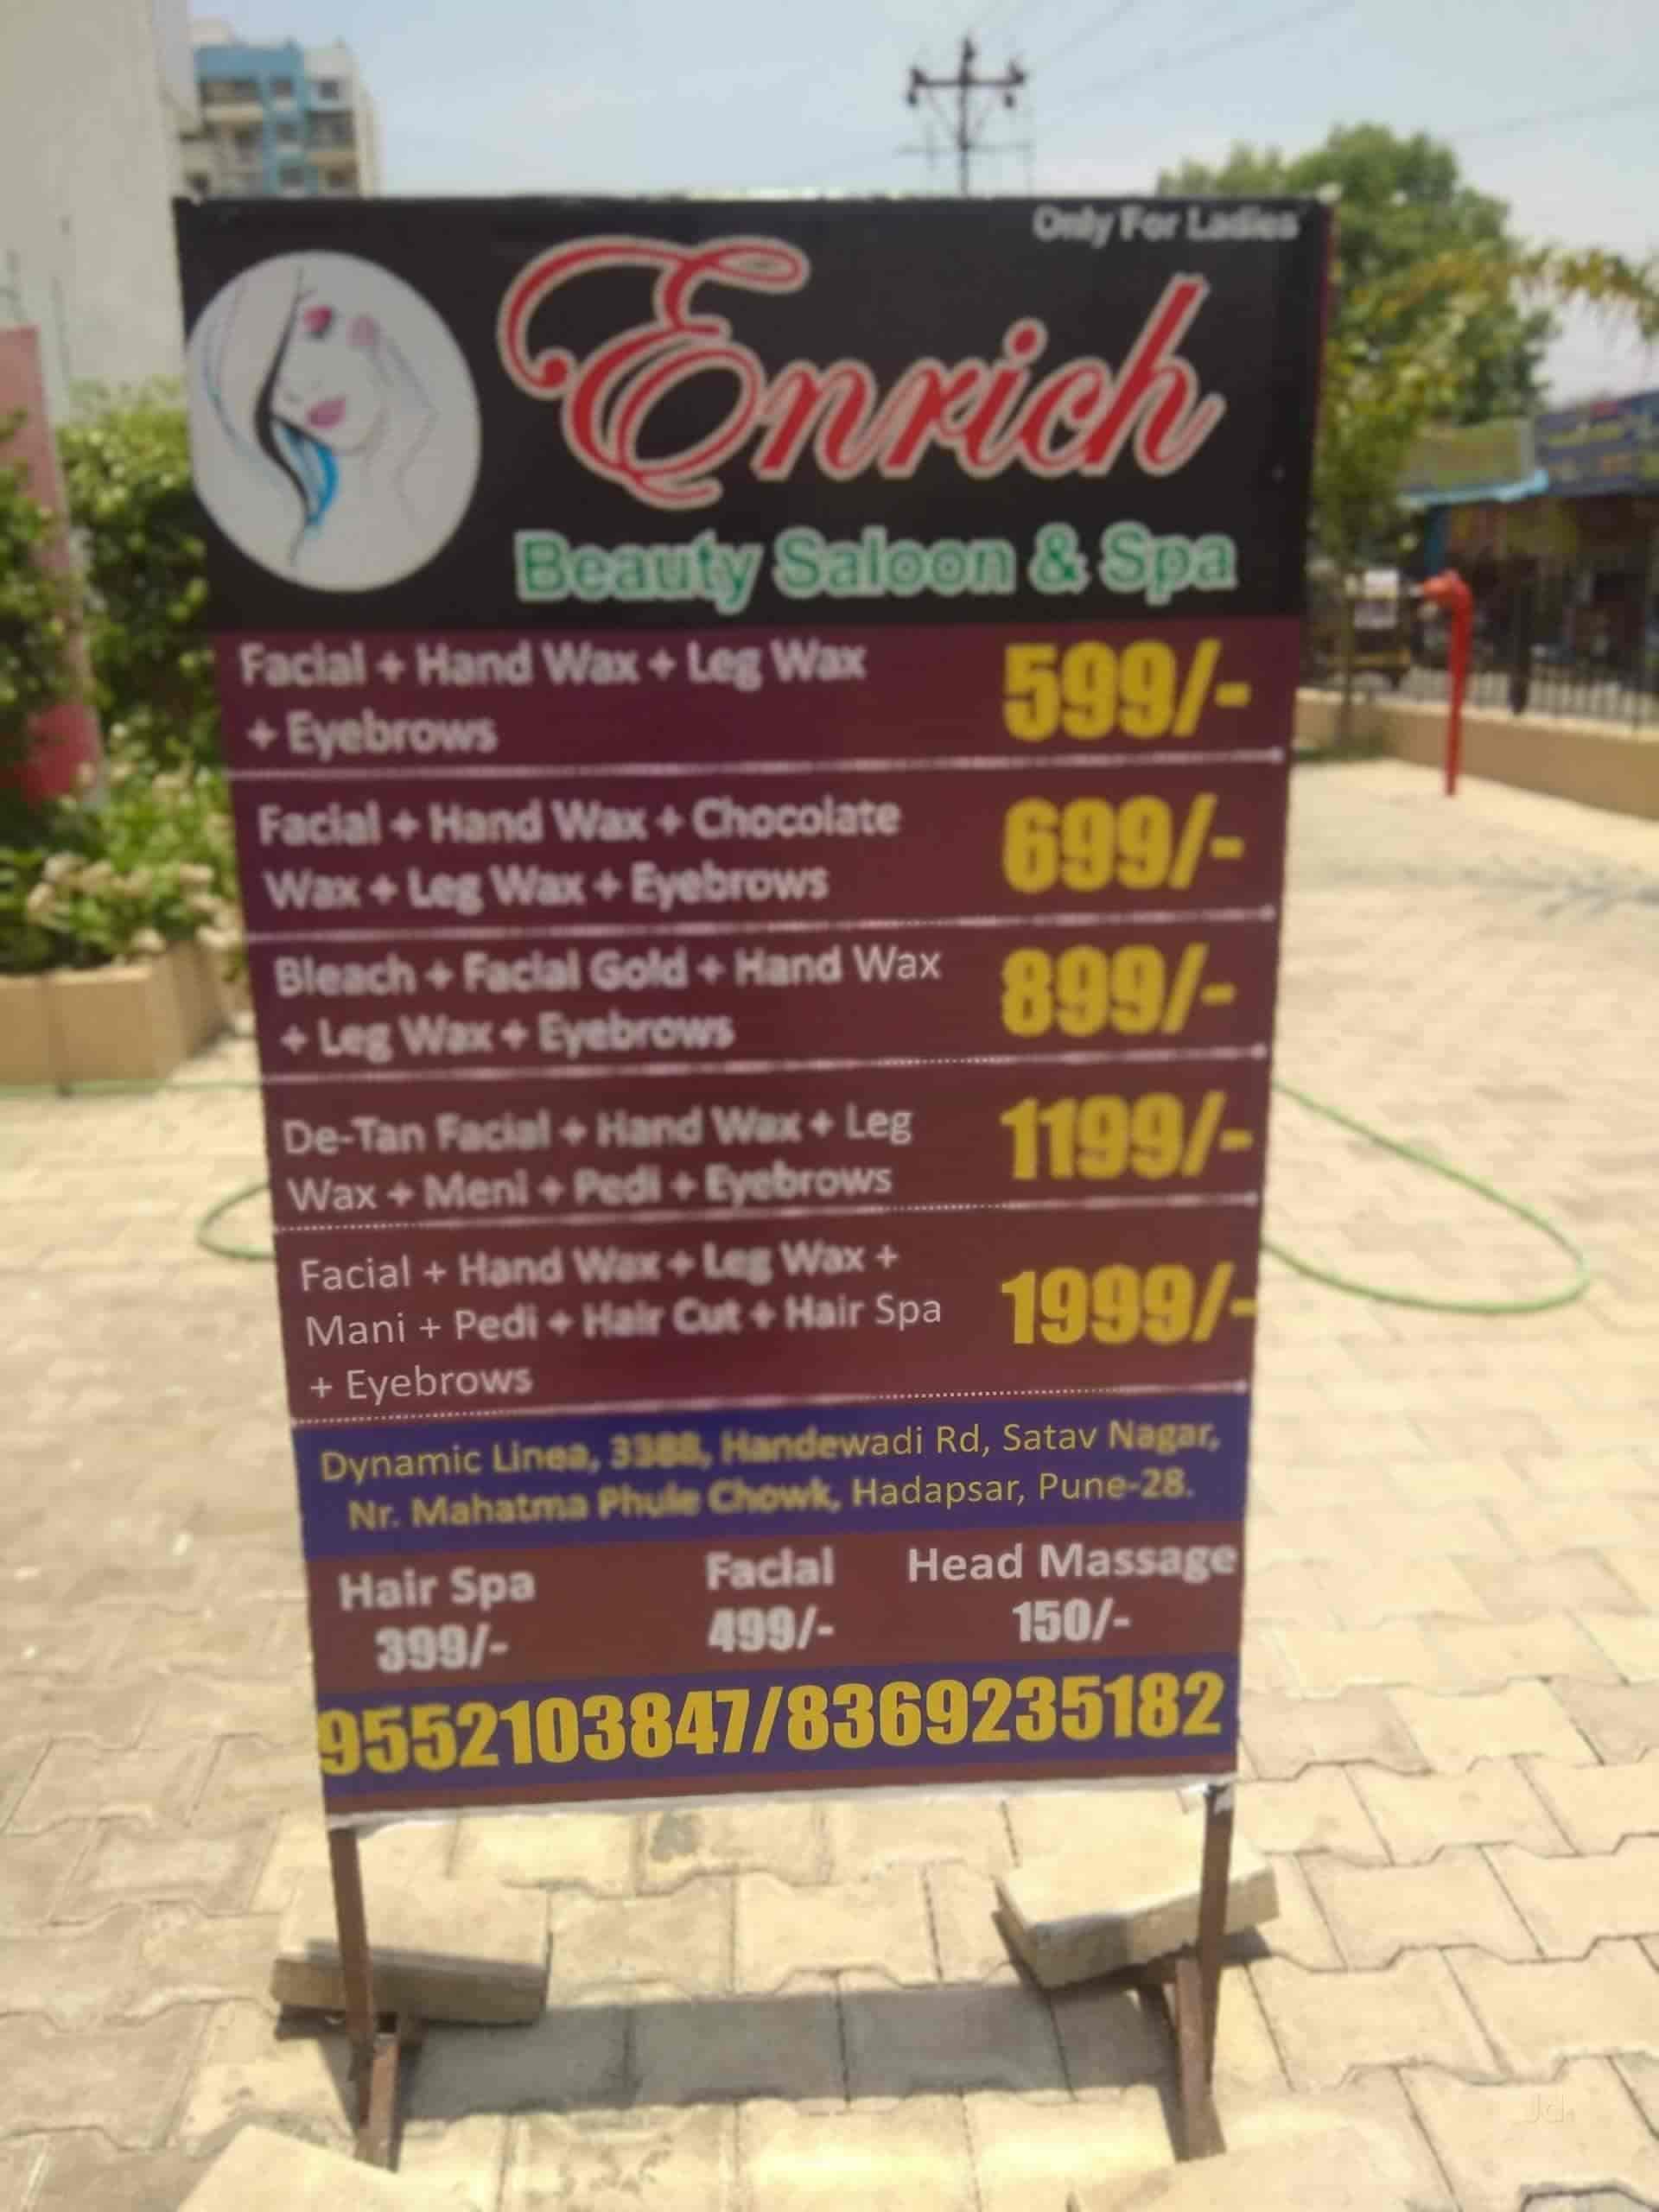 Only For Ladies
Enrich
Beauty Saloon & Spa
Facial + Hand Wax + Leg Wax
+ Eyebrows
599/-
Facial + Hand Wax + Chocolate
Wax + Leg Wax + Eyebrows
699/-
Bleach + Facial Gold + Hand Wax
+ Leg Wax + Eyebrows
899/-
De-Tan Facial + Hand Wax + Leg
Wax + Meni + Pedi + Eyebrows
1199/-
Facial + Hand Wax + Leg Wax +
Mani + Pedi + Hair Cut + Hair Spa
+ Eyebrows
1999/-
Dynamic Linea, 3388, Handewadi Rd, Satav Nagar,
Nr. Mahatma Phule Chowk, Hadapsar, Pune-28.
Hair Spa Facial Head Massage
399/- 499/- 150/-
9552103847/8369235182
Jd